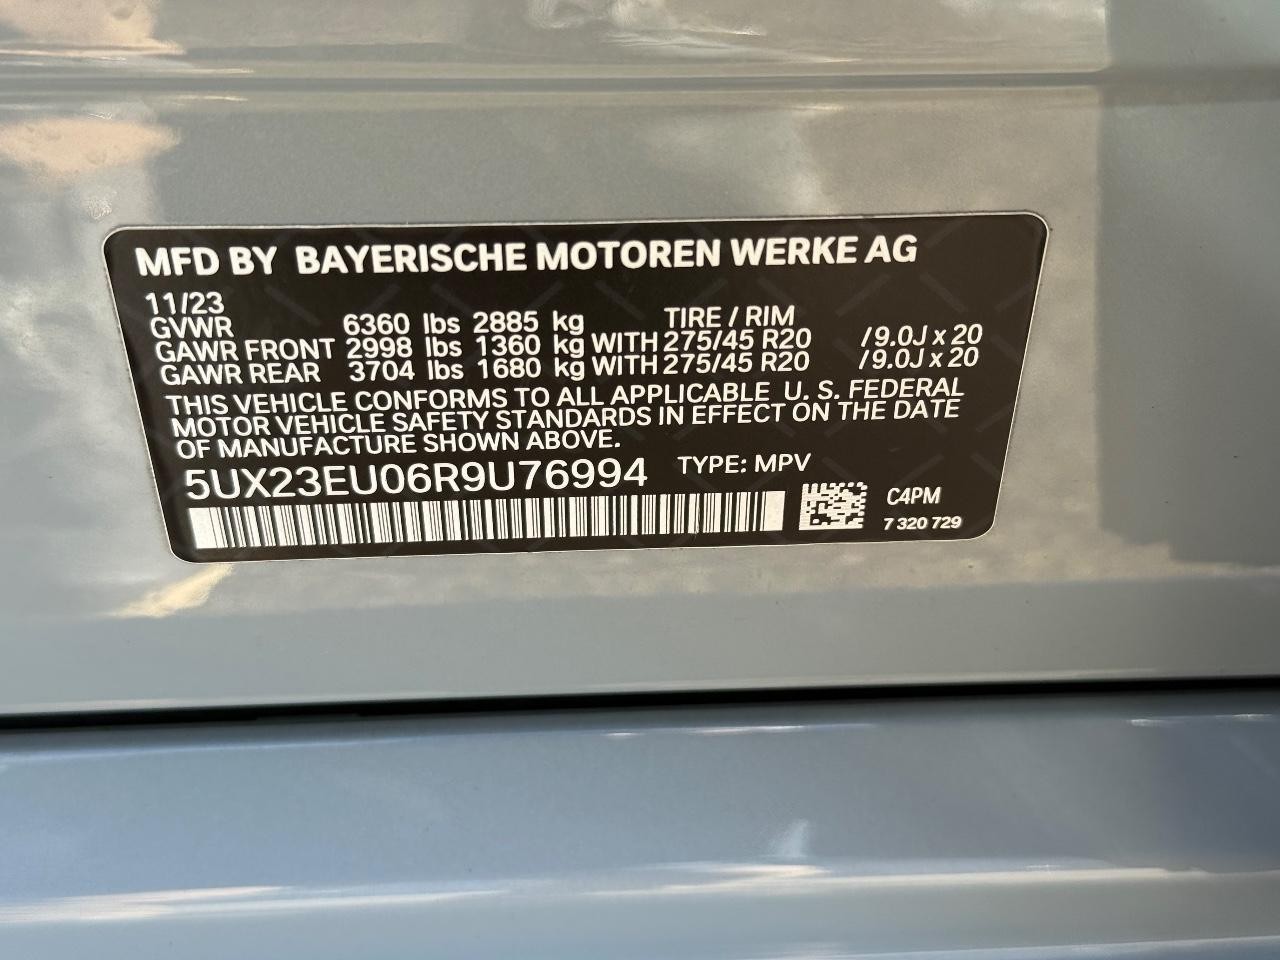 MFD BY BAYERISCHE MOTOREN WERKE AG
11/23
GVWR 6360 lbs 2885 kg TIRE / RIM
GAWR FRONT 2998 lbs 1360 kg WITH 275/45 R20 /9.0J x 20
GAWR REAR 3704 lbs 1680 kg WITH 275/45 R20 /9.0J x 20
THIS VEHICLE CONFORMS TO ALL APPLICABLE U. S. FEDERAL
MOTOR VEHICLE SAFETY STANDARDS IN EFFECT ON THE DATE
OF MANUFACTURE SHOWN ABOVE.
5UX23EU06R9U76994 TYPE: MPV
C4PM
7 320 729